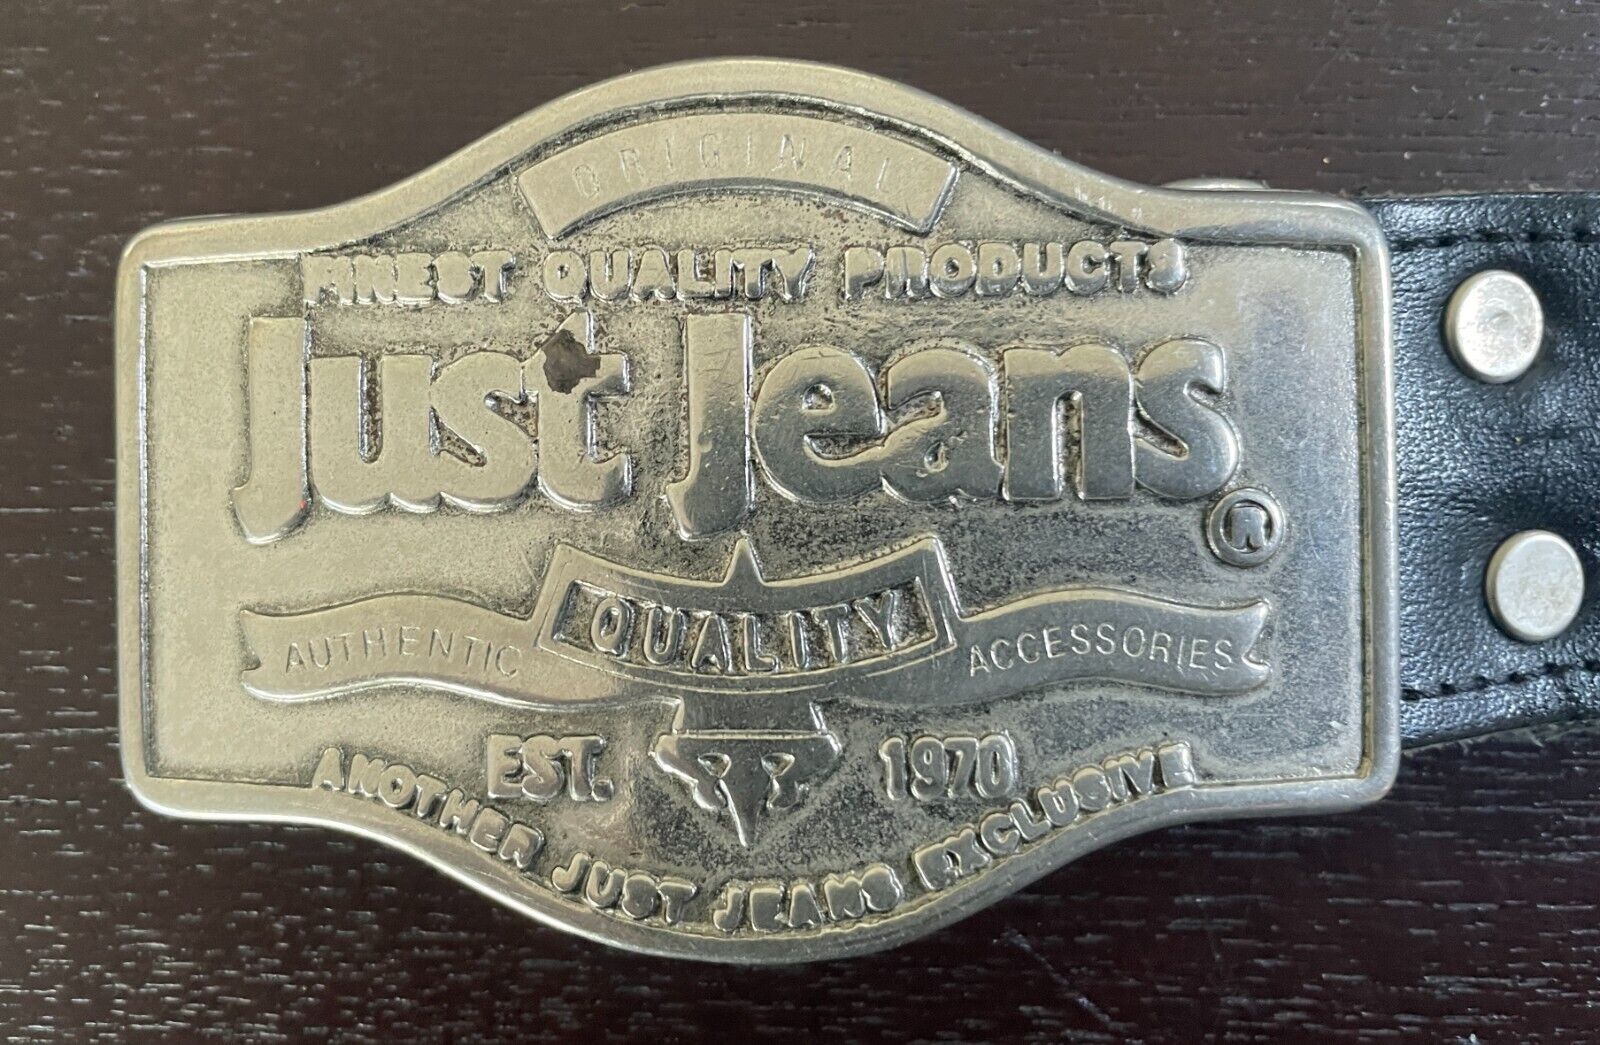 ORIGINAL
FINEST QUALITY PRODUCTS
Just Jeans®
QUALITY
AUTHENTIC ACCESSORIES
EST. 1970
ANOTHER JUST JEANS EXCLUSIVE